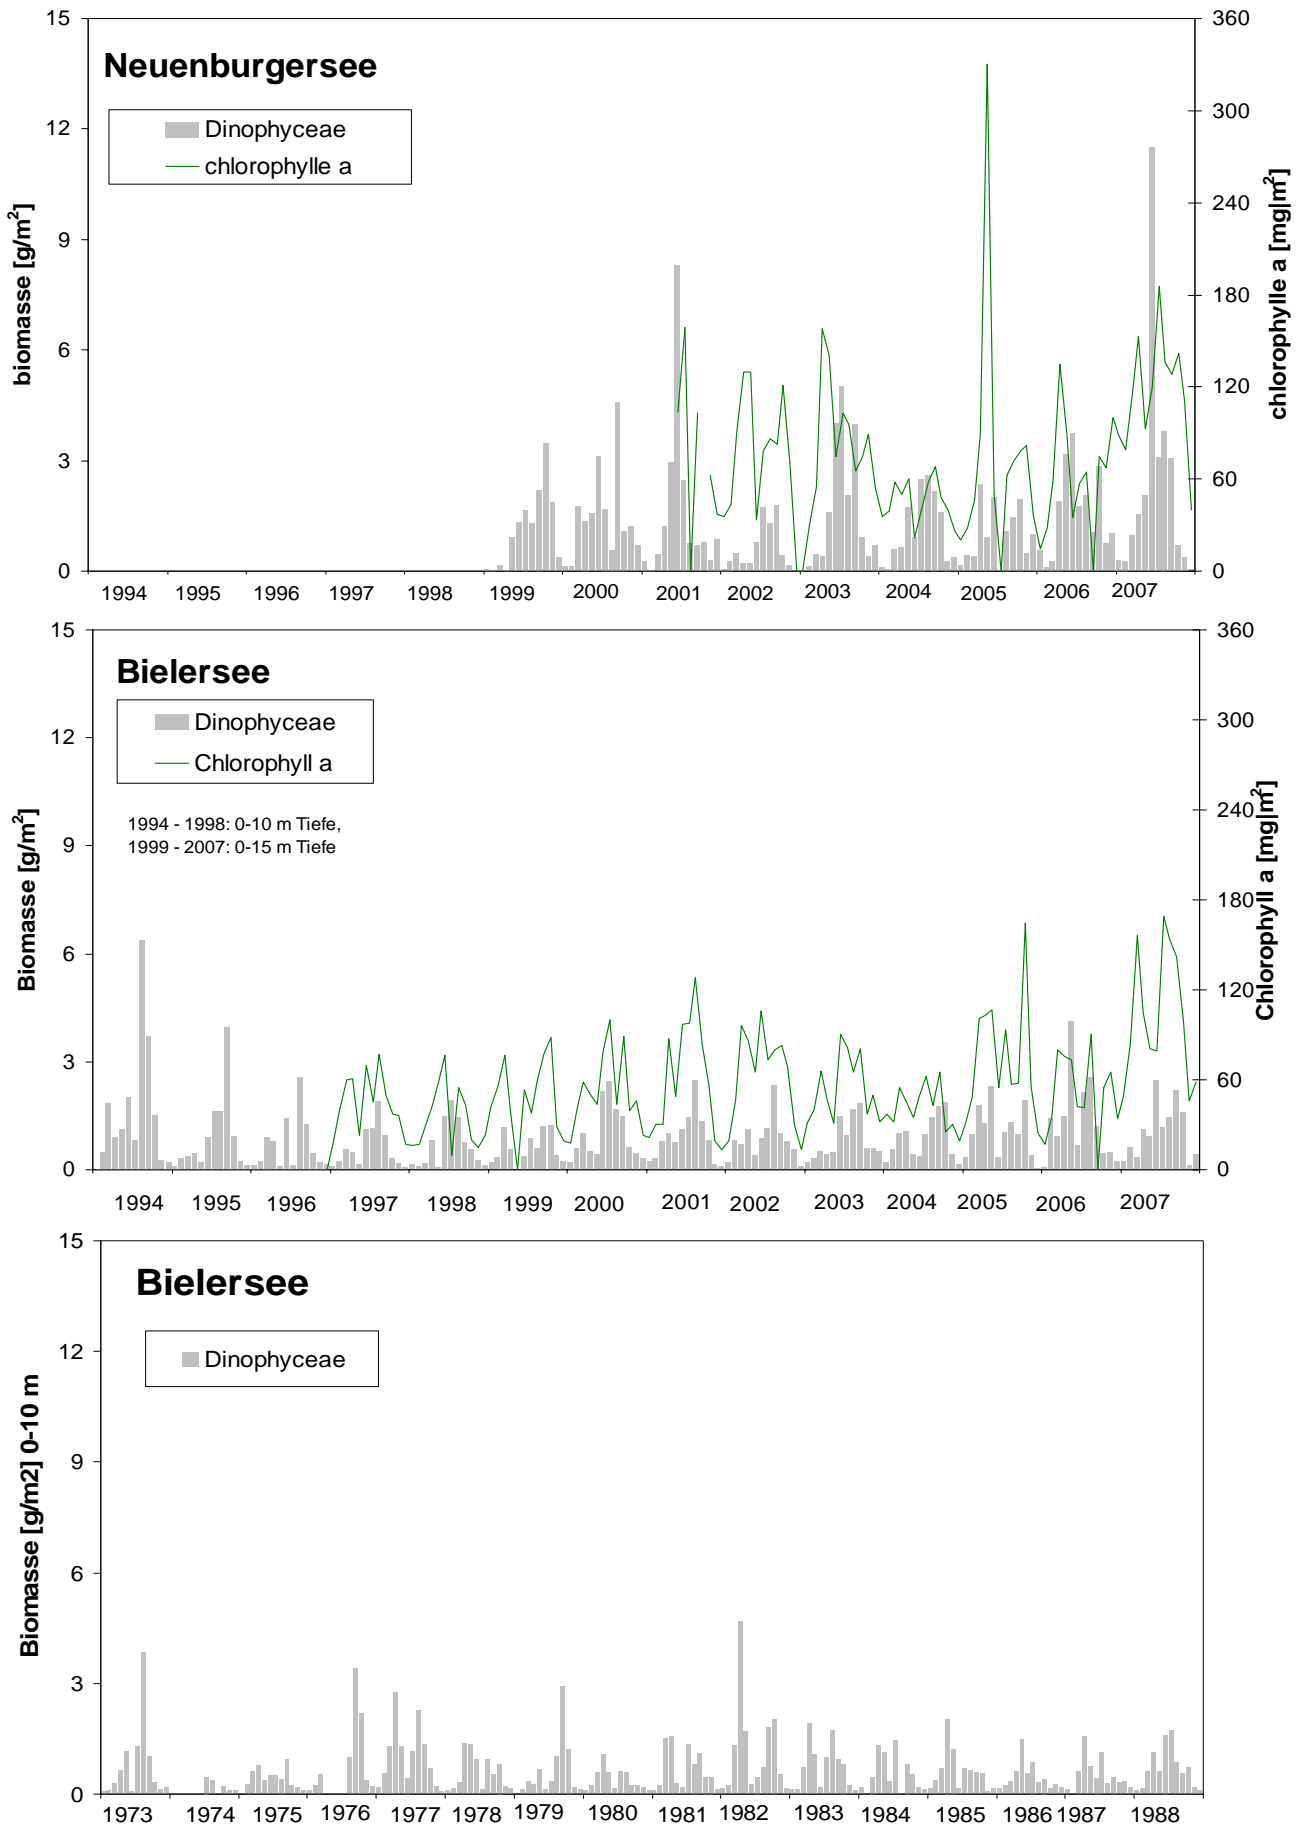 15
12
9
6
3
0
biomasse [g/m²]
Neuenburgersee
Dinophyceae
chlorophylle a
360
300
240
180
120
60
0
chlorophylle a [mg|m²]
1994 1995 1996 1997 1998 1999 2000 2001 2002 2003 2004 2005 2006 2007
15
12
9
6
3
0
Biomasse [g/m²]
Bielersee
Dinophyceae
Chlorophyll a
1994 - 1998: 0-10 m Tiefe,
1999 - 2007: 0-15 m Tiefe
360
300
240
180
120
60
0
Chlorophyll a [mg|m²]
1994 1995 1996 1997 1998 1999 2000 2001 2002 2003 2004 2005 2006 2007
15
12
9
6
3
0
Biomasse [g/m2] 0-10 m
Bielersee
Dinophyceae
1973 1974 1975 1976 1977 1978 1979 1980 1981 1982 1983 1984 1985 1986 1987 1988